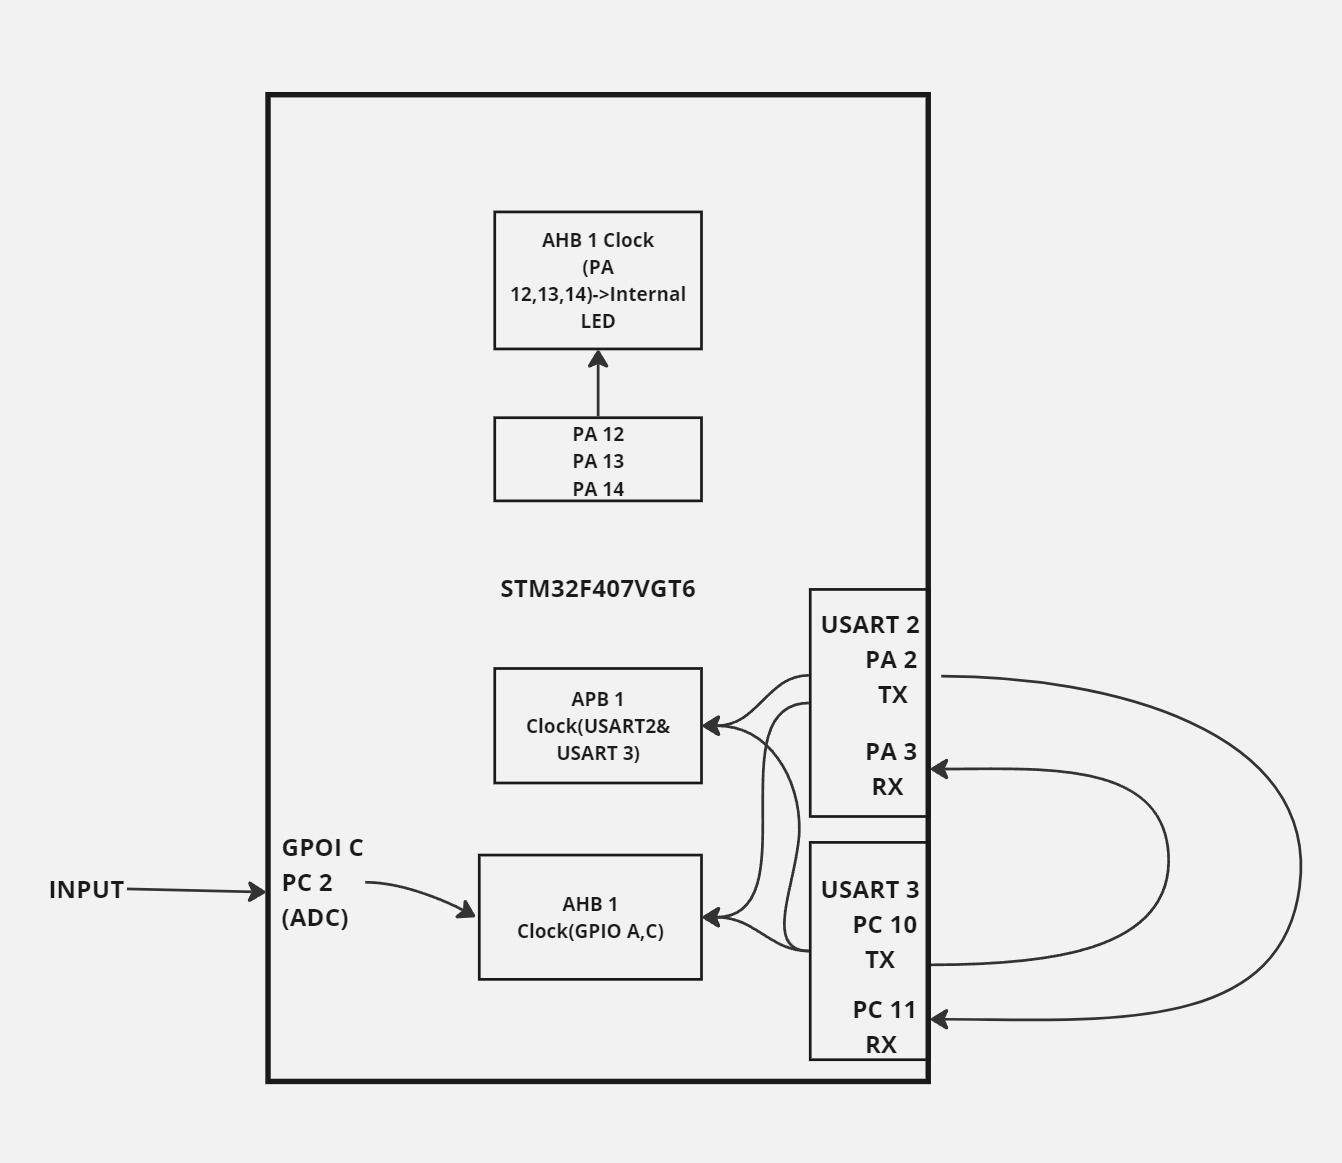 AHB 1 Clock
(PA
12,13,14)->Internal
LED
PA 12
PA 13
PA 14
STM32F407VGT6
USART 2
PA 2
TX
PA 3
RX
APB 1
Clock(USART2&
USART 3)
GPOI C
PC 2
(ADC)
INPUT
AHB 1
Clock(GPIO A,C)
USART 3
PC 10
TX
PC 11
RX